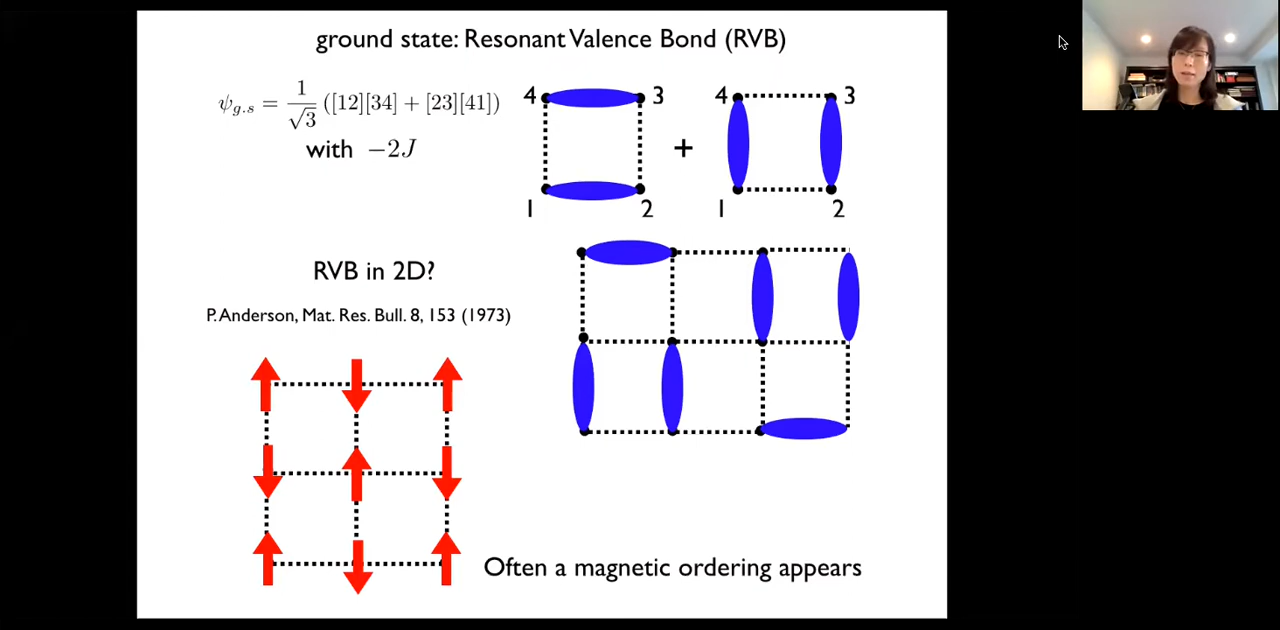 ground state: Resonant Valence Bond (RVB)
ψ_{g.s} = 1/√3 ([12][34] + [23][41])
with −2J
4 3 4 3
+
1 2 1 2
RVB in 2D?
P. Anderson, Mat. Res. Bull. 8, 153 (1973)
Often a magnetic ordering appears